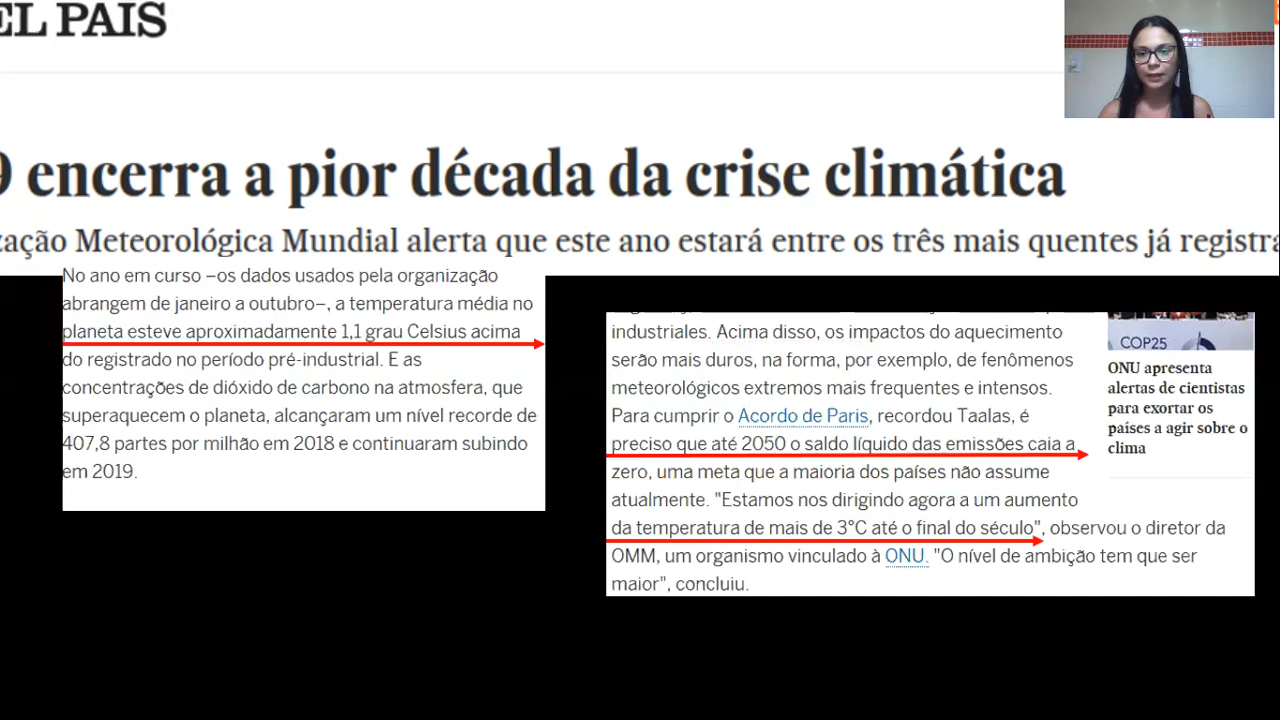 EL PAIS
9 encerra a pior década da crise climática
zação Meteorológica Mundial alerta que este ano estará entre os três mais quentes já registra
No ano em curso –os dados usados pela organização
abrangem de janeiro a outubro–, a temperatura média no
planeta esteve aproximadamente 1,1 grau Celsius acima
do registrado no período pré-industrial. E as
concentrações de dióxido de carbono na atmosfera, que
superaquecem o planeta, alcançaram um nível recorde de
407,8 partes por milhão em 2018 e continuaram subindo
em 2019.
industriales. Acima disso, os impactos do aquecimento
serão mais duros, na forma, por exemplo, de fenômenos
meteorológicos extremos mais frequentes e intensos.
Para cumprir o Acordo de Paris, recordou Taalas, é
preciso que até 2050 o saldo líquido das emissões caia a
zero, uma meta que a maioria dos países não assume
atualmente. "Estamos nos dirigindo agora a um aumento
da temperatura de mais de 3°C até o final do século", observou o diretor da
OMM, um organismo vinculado à ONU. "O nível de ambição tem que ser
maior", concluiu.
COP25
ONU apresenta
alertas de cientistas
para exortar os
países a agir sobre o
clima